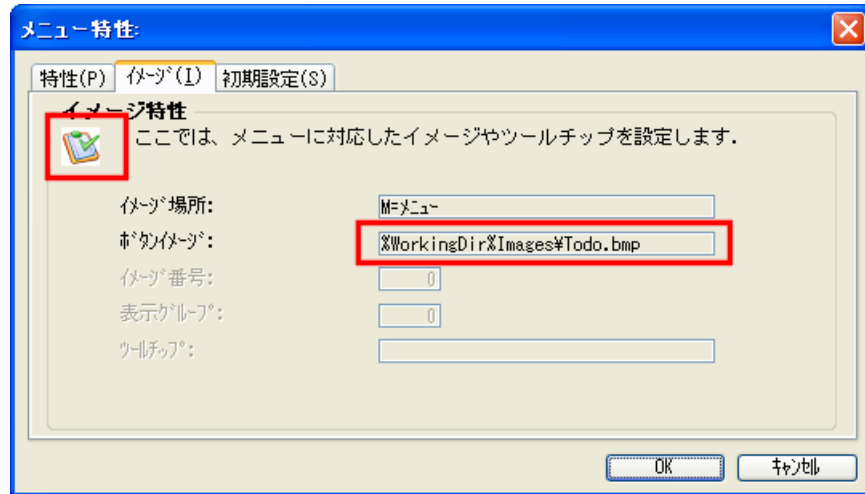 メニュー特性:
特性(P) ｲﾒｰｼﾞ(I) 初期設定(S)
イメージ特性
ここでは、メニューに対応したイメージやツールチップを設定します.
ｲﾒｰｼﾞ場所: M=ﾒﾆｭｰ
ﾎﾞﾀﾝｲﾒｰｼﾞ: %WorkingDir%Images¥Todo.bmp
ｲﾒｰｼﾞ番号: 0
表示ｸﾞﾙｰﾌﾟ: 0
ﾂｰﾙﾁｯﾌﾟ:
OK ｷｬﾝｾﾙ